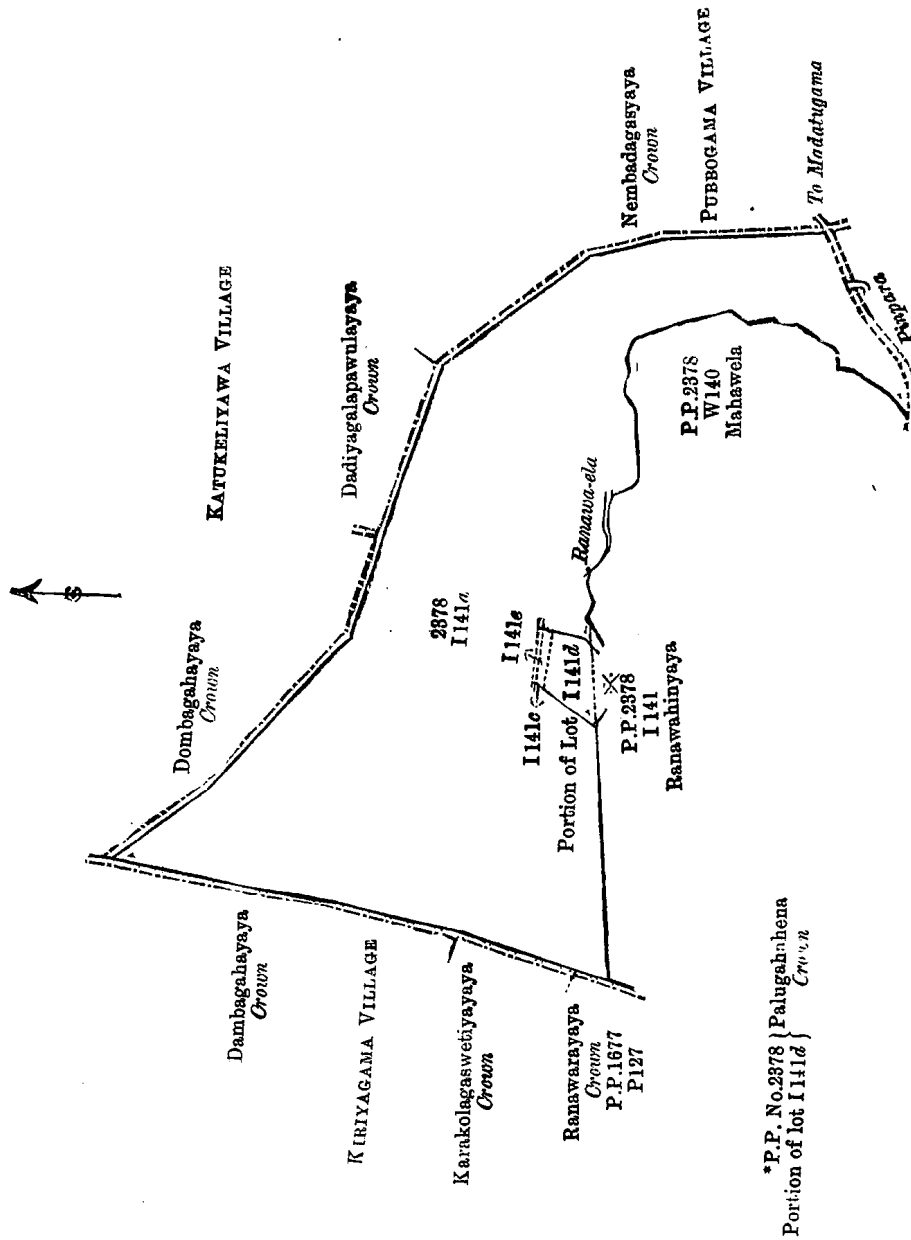 KATUKELIYAWA VILLAGE
Dombagahayaya
Crown
Dadiyagalapawulayaya
Crown
Nembadagasyaya
Crown
PUBBOGAMA VILLAGE
To Madatugama
Pinpara
Dambagahayaya
Crown
KIRIYAGAMA VILLAGE
Karakolagaswetiyayaya
Crown
Ranawarayaya
Crown
P.P.1677
P127
2378
I 141a
I 141c
I 141e
Portion of Lot I 141d
P.P.2378
I 141
Ranawahinyaya
Ranawa-ela
P.P.2378
W140
Mahawela
*P.P. No.2378 } Palugahahena
Portion of lot I 141d } Crown